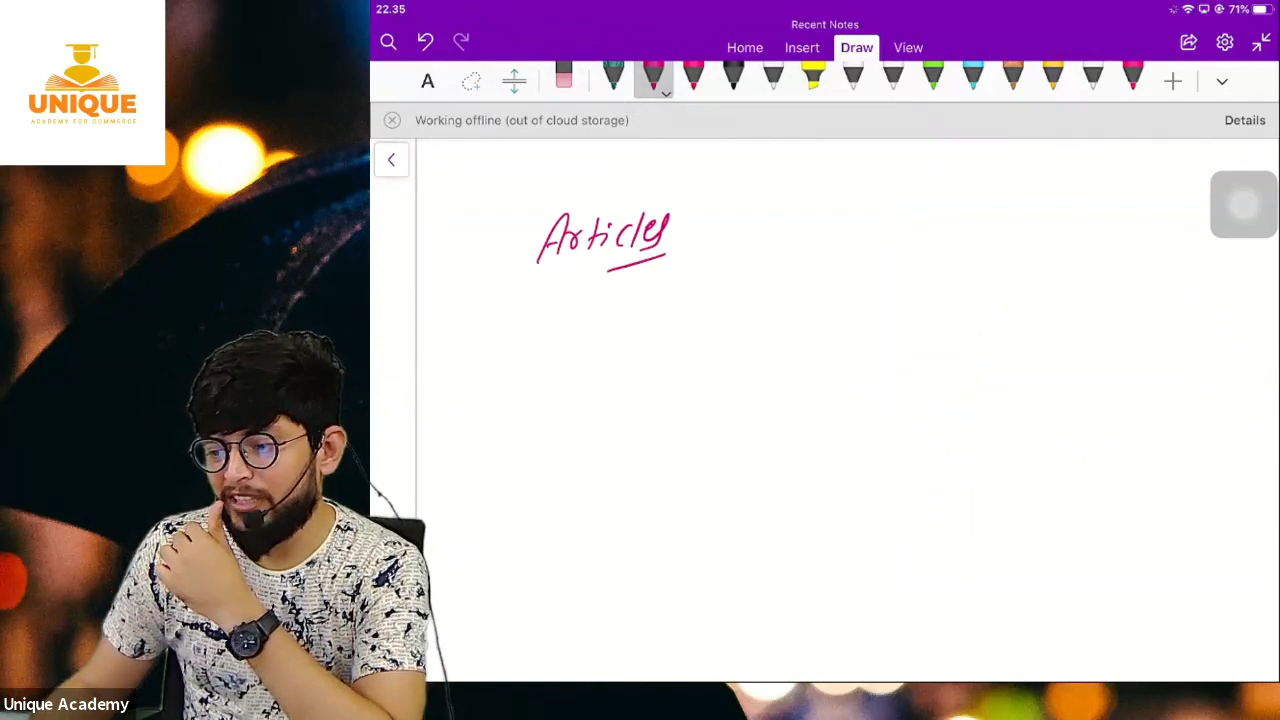 22.35
Recent Notes
71%
Home Insert Draw View
A
Working offline (out of cloud storage)
Details
UNIQUE
ACADEMY FOR COMMERCE
Articles
Unique Academy